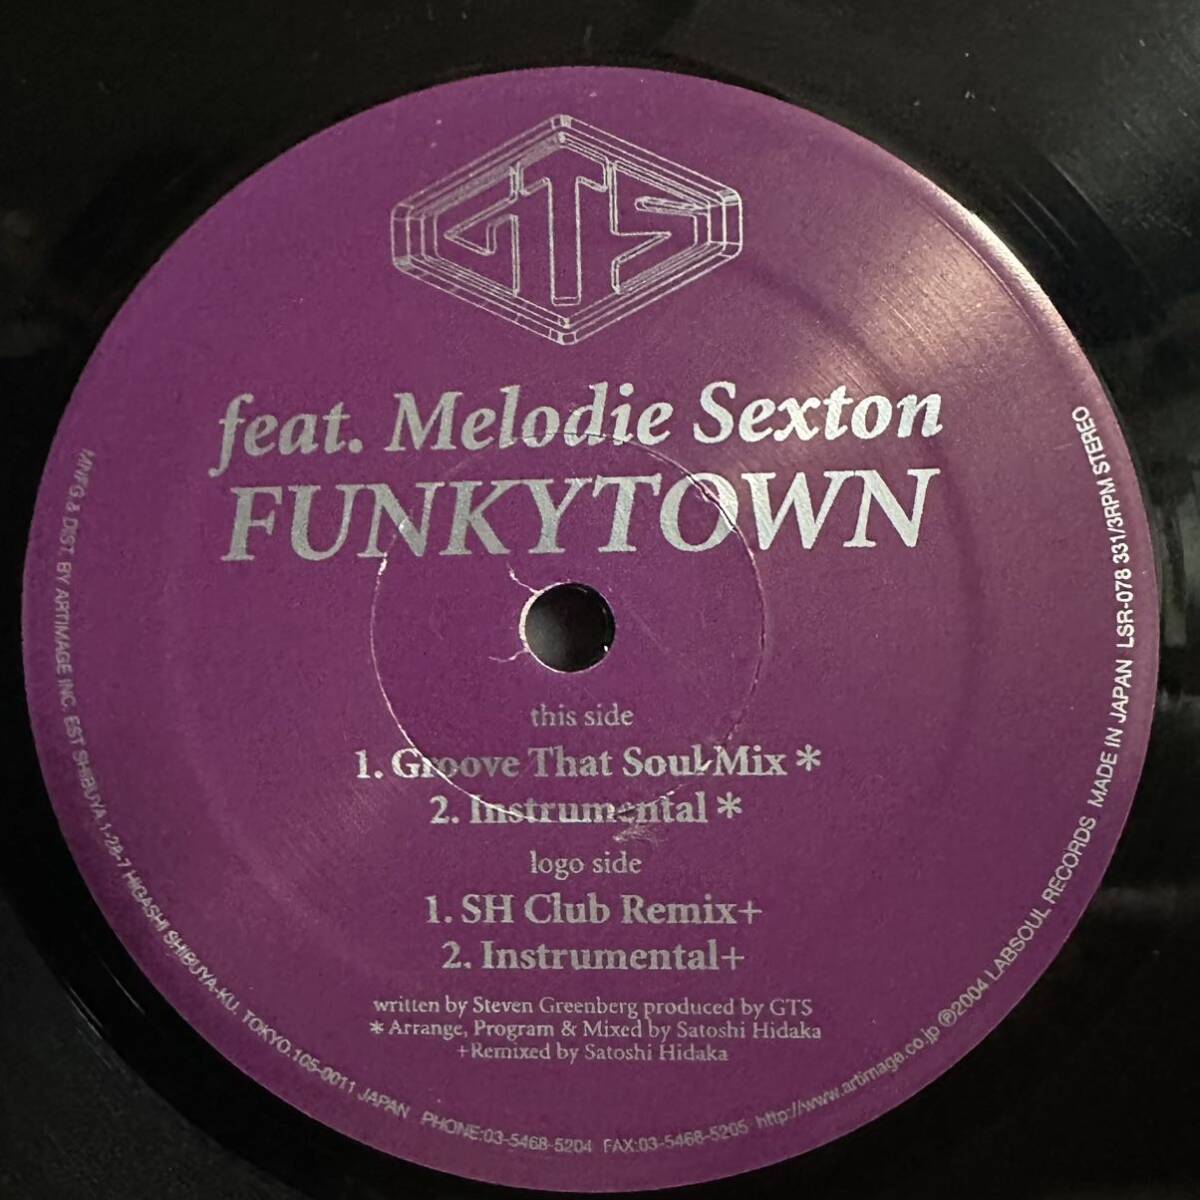 GTS
feat. Melodie Sexton
FUNKYTOWN
this side
1. Groove That Soul Mix *
2. Instrumental *
logo side
1. SH Club Remix+
2. Instrumental+
written by Steven Greenberg produced by GTS
* Arrange, Program & Mixed by Satoshi Hidaka
+Remixed by Satoshi Hidaka
MNFG & DIST. BY ARTIMAGE INC. EST SHIBUYA 1-28-7 HIGASHI SHIBUYA-KU, TOKYO.105-0011 JAPAN PHONE:03-5468-5204 FAX:03-5468-5205 http://www.artimage.co.jp ℗2004 LABSOUL RECORDS MADE IN JAPAN LSR-078 331/3RPM STEREO